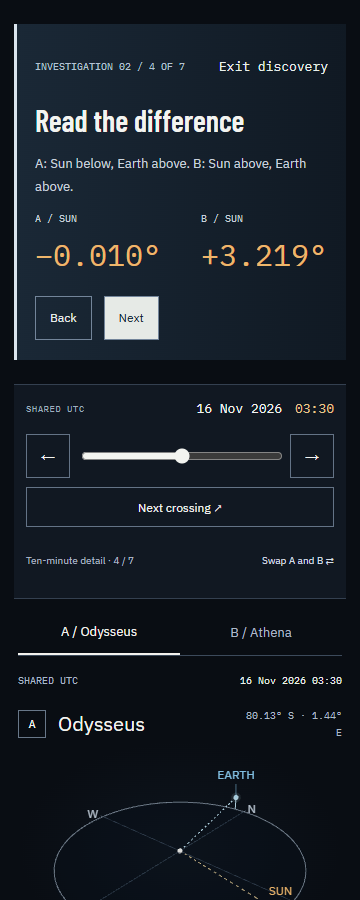 INVESTIGATION 02 / 4 OF 7
Exit discovery
Read the difference
A: Sun below, Earth above. B: Sun above, Earth
above.
A / SUN
B / SUN
−0.010°
+3.219°
Back
Next
SHARED UTC
16 Nov 2026 03:30
←
→
Next crossing ↗
Ten-minute detail · 4 / 7
Swap A and B ⇄
A / Odysseus
B / Athena
SHARED UTC
16 Nov 2026 03:30
A
Odysseus
80.13° S · 1.44°
E
EARTH
W
N
SUN